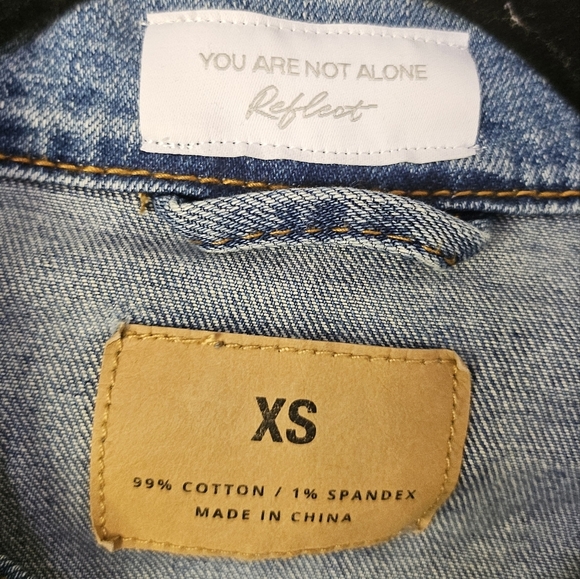 YOU ARE NOT ALONE
Reflect
XS
99% COTTON / 1% SPANDEX
MADE IN CHINA